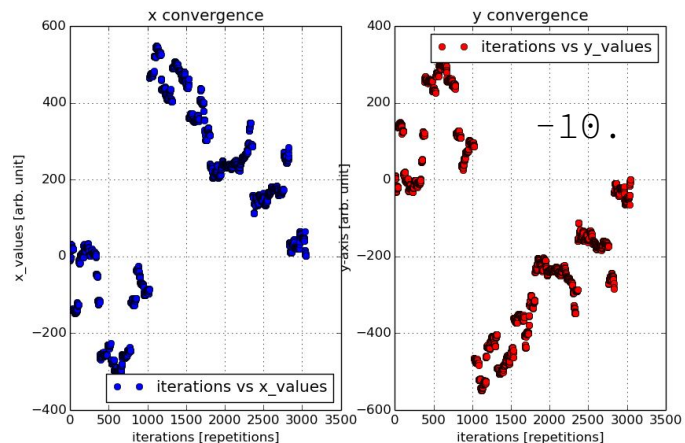 x convergence
600
400
200
0
−200
−400
0 500 1000 1500 2000 2500 3000 3500
x_values [arb. unit]
iterations [repetitions]
iterations vs x_values
y convergence
400
200
0
−200
−400
−600
0 500 1000 1500 2000 2500 3000 3500
y-axis [arb. unit]
iterations [repetitions]
iterations vs y_values
-10.